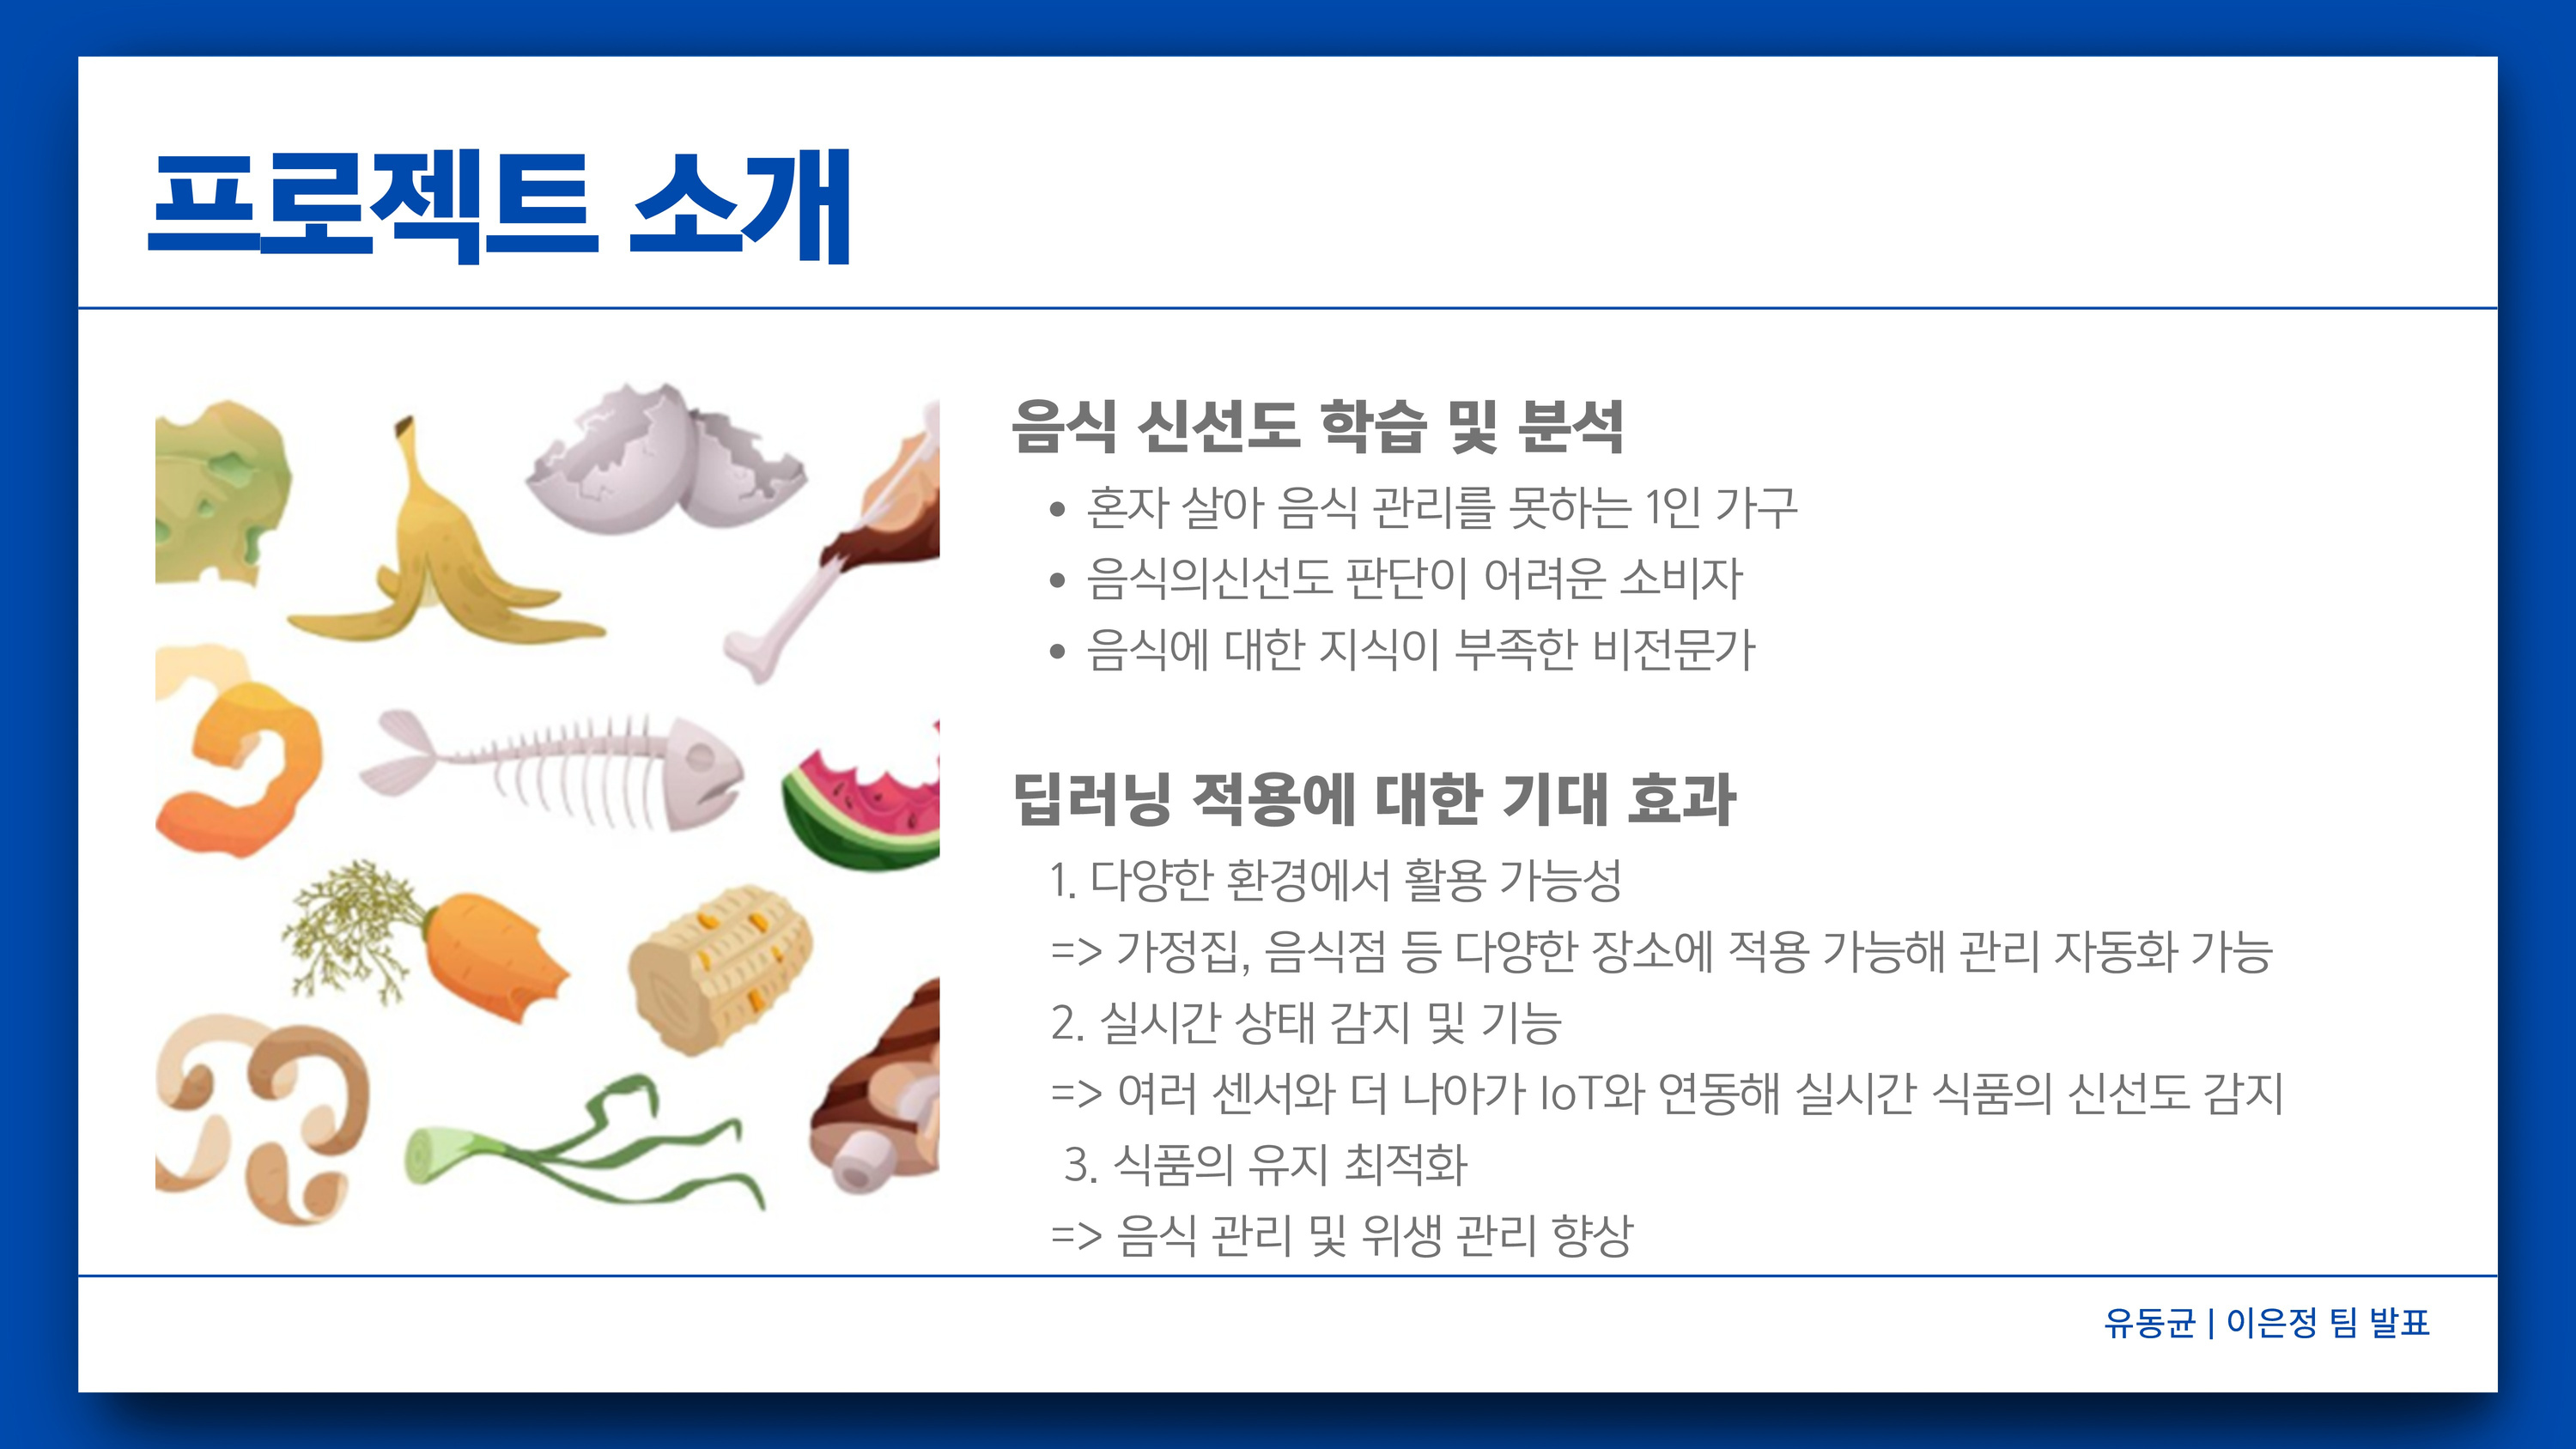 프로젝트 소개
음식 신선도 학습 및 분석
• 혼자 살아 음식 관리를 못하는 1인 가구
• 음식의신선도 판단이 어려운 소비자
• 음식에 대한 지식이 부족한 비전문가
딥러닝 적용에 대한 기대 효과
1. 다양한 환경에서 활용 가능성
=> 가정집, 음식점 등 다양한 장소에 적용 가능해 관리 자동화 가능
2. 실시간 상태 감지 및 기능
=> 여러 센서와 더 나아가 IoT와 연동해 실시간 식품의 신선도 감지
3. 식품의 유지 최적화
=> 음식 관리 및 위생 관리 향상
유동균 | 이은정 팀 발표